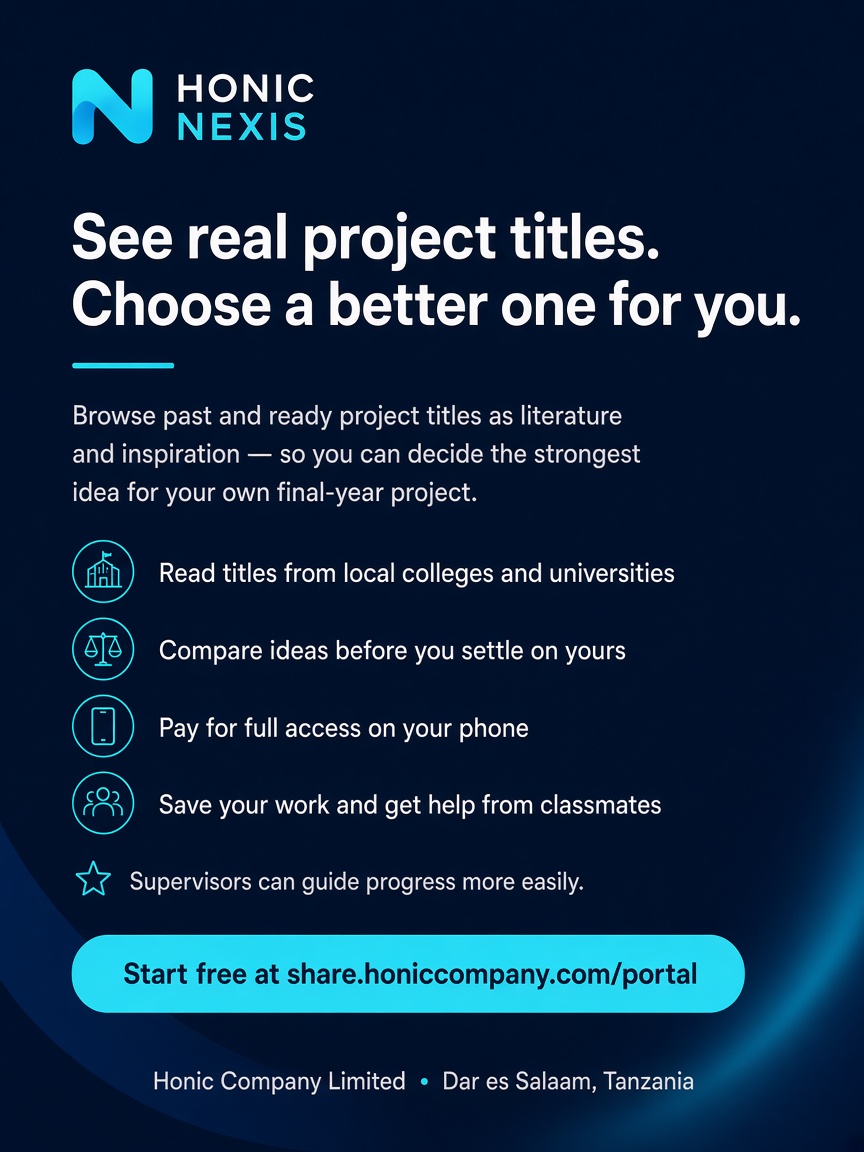 HONIC
NEXIS
See real project titles.
Choose a better one for you.
Browse past and ready project titles as literature
and inspiration — so you can decide the strongest
idea for your own final-year project.
Read titles from local colleges and universities
Compare ideas before you settle on yours
Pay for full access on your phone
Save your work and get help from classmates
Supervisors can guide progress more easily.
Start free at share.honiccompany.com/portal
Honic Company Limited • Dar es Salaam, Tanzania